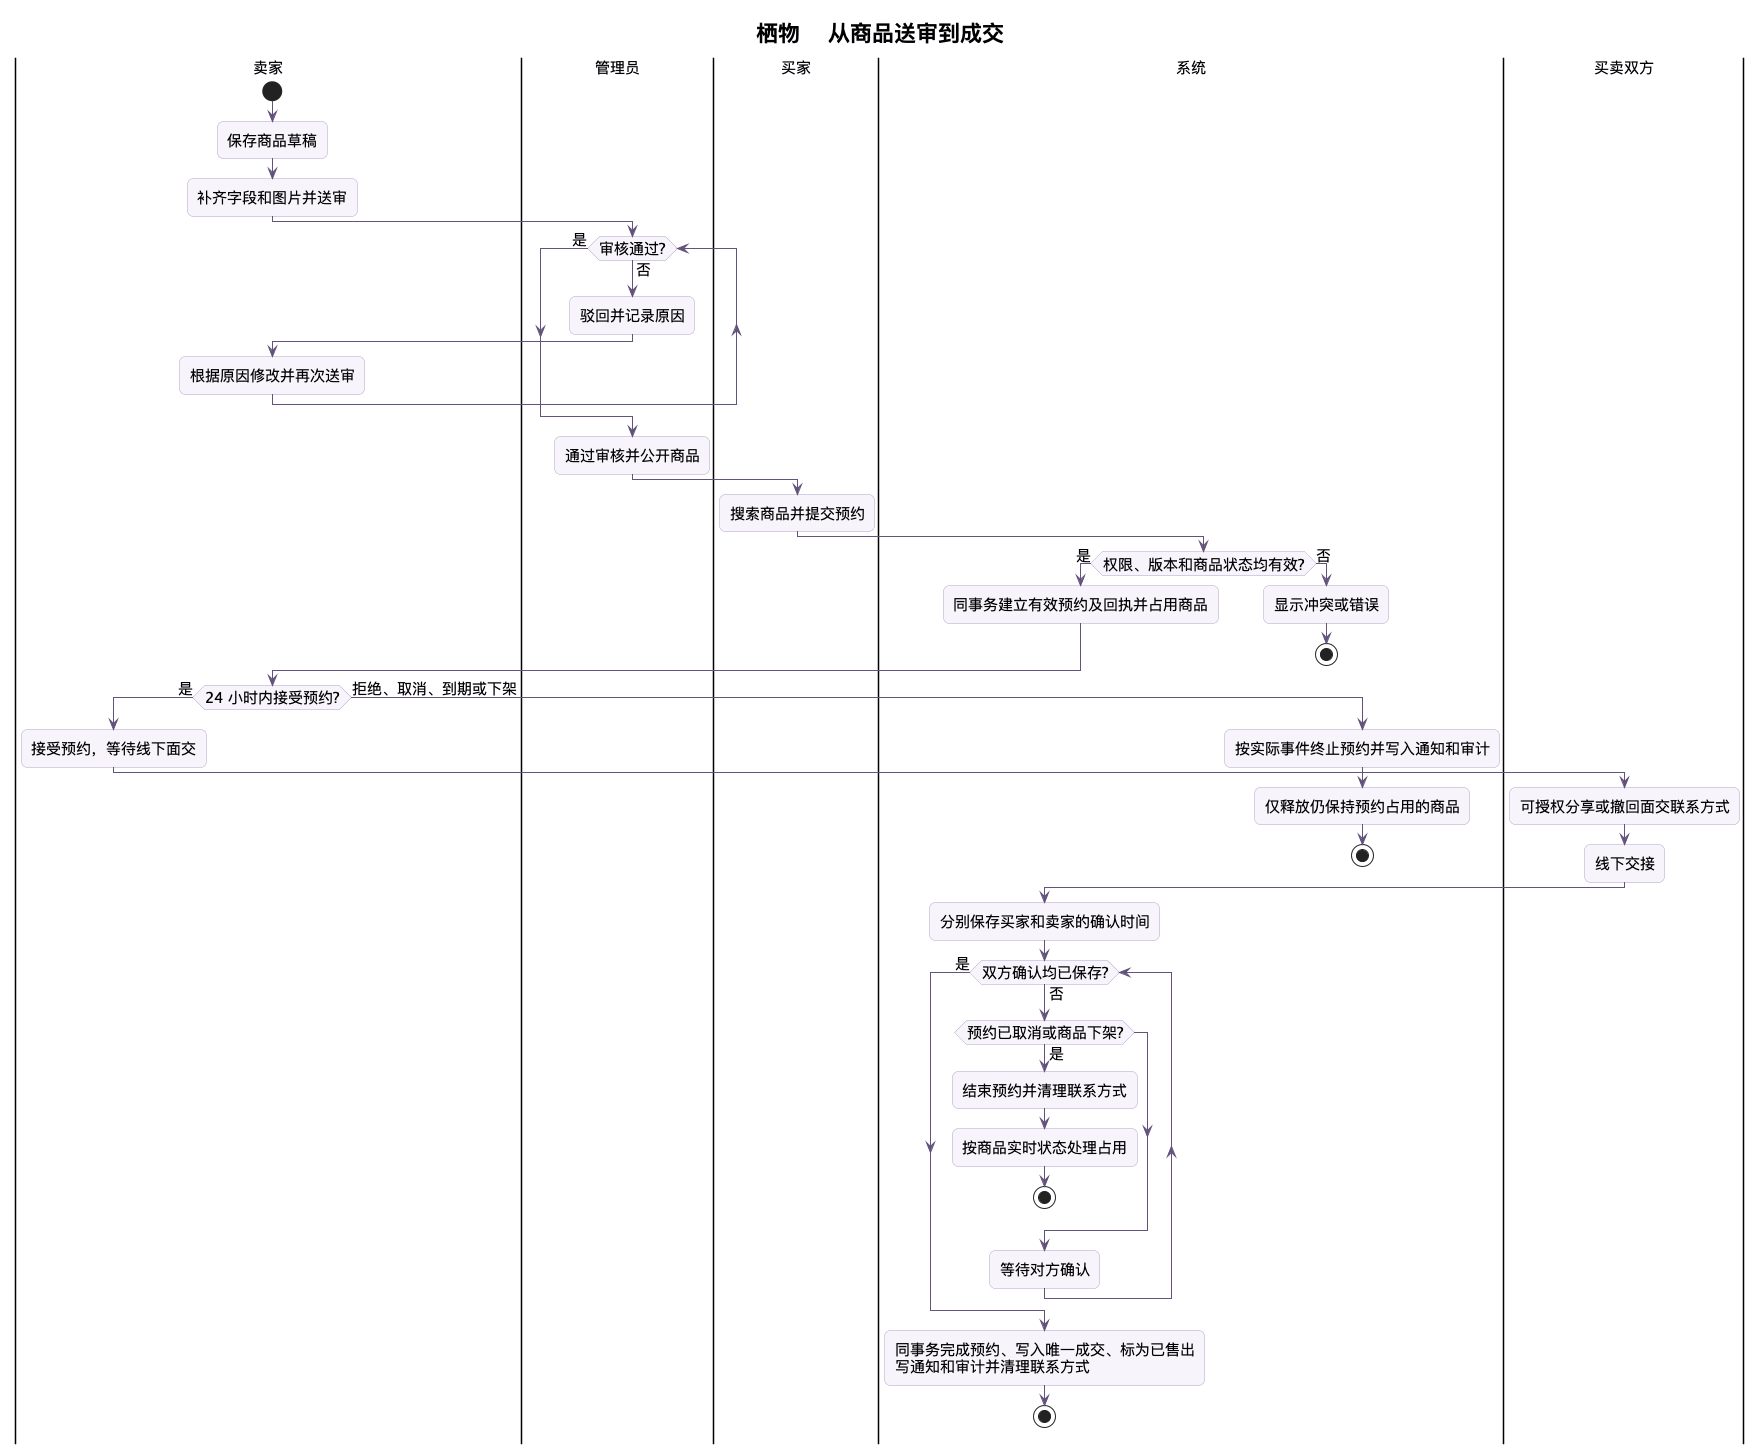 栖物 从商品送审到成交
卖家
管理员
买家
系统
买卖双方
保存商品草稿
补齐字段和图片并送审
是
审核通过?
否
驳回并记录原因
根据原因修改并再次送审
通过审核并公开商品
搜索商品并提交预约
是
权限、版本和商品状态均有效?
否
同事务建立有效预约及回执并占用商品
显示冲突或错误
是
24 小时内接受预约?
拒绝、取消、到期或下架
接受预约，等待线下面交
按实际事件终止预约并写入通知和审计
仅释放仍保持预约占用的商品
可授权分享或撤回面交联系方式
线下交接
分别保存买家和卖家的确认时间
是
双方确认均已保存?
否
预约已取消或商品下架?
是
结束预约并清理联系方式
按商品实时状态处理占用
等待对方确认
同事务完成预约、写入唯一成交、标为已售出
写通知和审计并清理联系方式